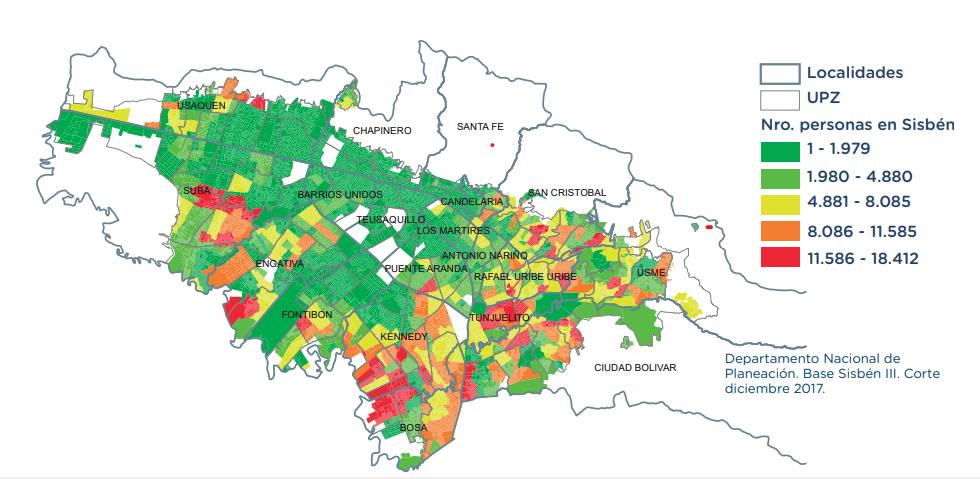 USAQUEN
CHAPINERO
SANTA FE
SUBA
BARRIOS UNIDOS
SAN CRISTOBAL
CANDELARIA
TEUSAQUILLO
LOS MARTIRES
ENGATIVA
ANTONIO NARIÑO
PUENTE ARANDA
RAFAEL URIBE URIBE
USME
FONTIBON
TUNJUELITO
KENNEDY
CIUDAD BOLIVAR
BOSA
Localidades
UPZ
Nro. personas en Sisbén
1 - 1.979
1.980 - 4.880
4.881 - 8.085
8.086 - 11.585
11.586 - 18.412
Departamento Nacional de
Planeación. Base Sisbén III. Corte
diciembre 2017.